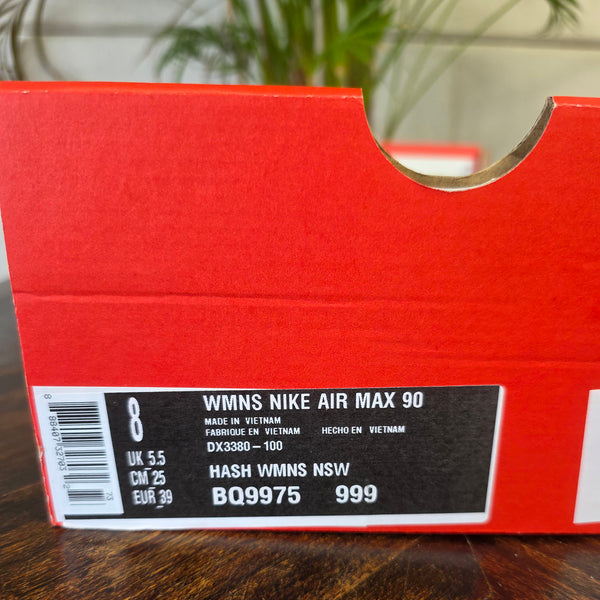 8
WMNS NIKE AIR MAX 90
MADE IN VIETNAM
FABRIQUE EN VIETNAM HECHO EN VIETNAM
DX3380-100
UK 5.5
CM 25
EUR 39
HASH WMNS NSW
BQ9975 999